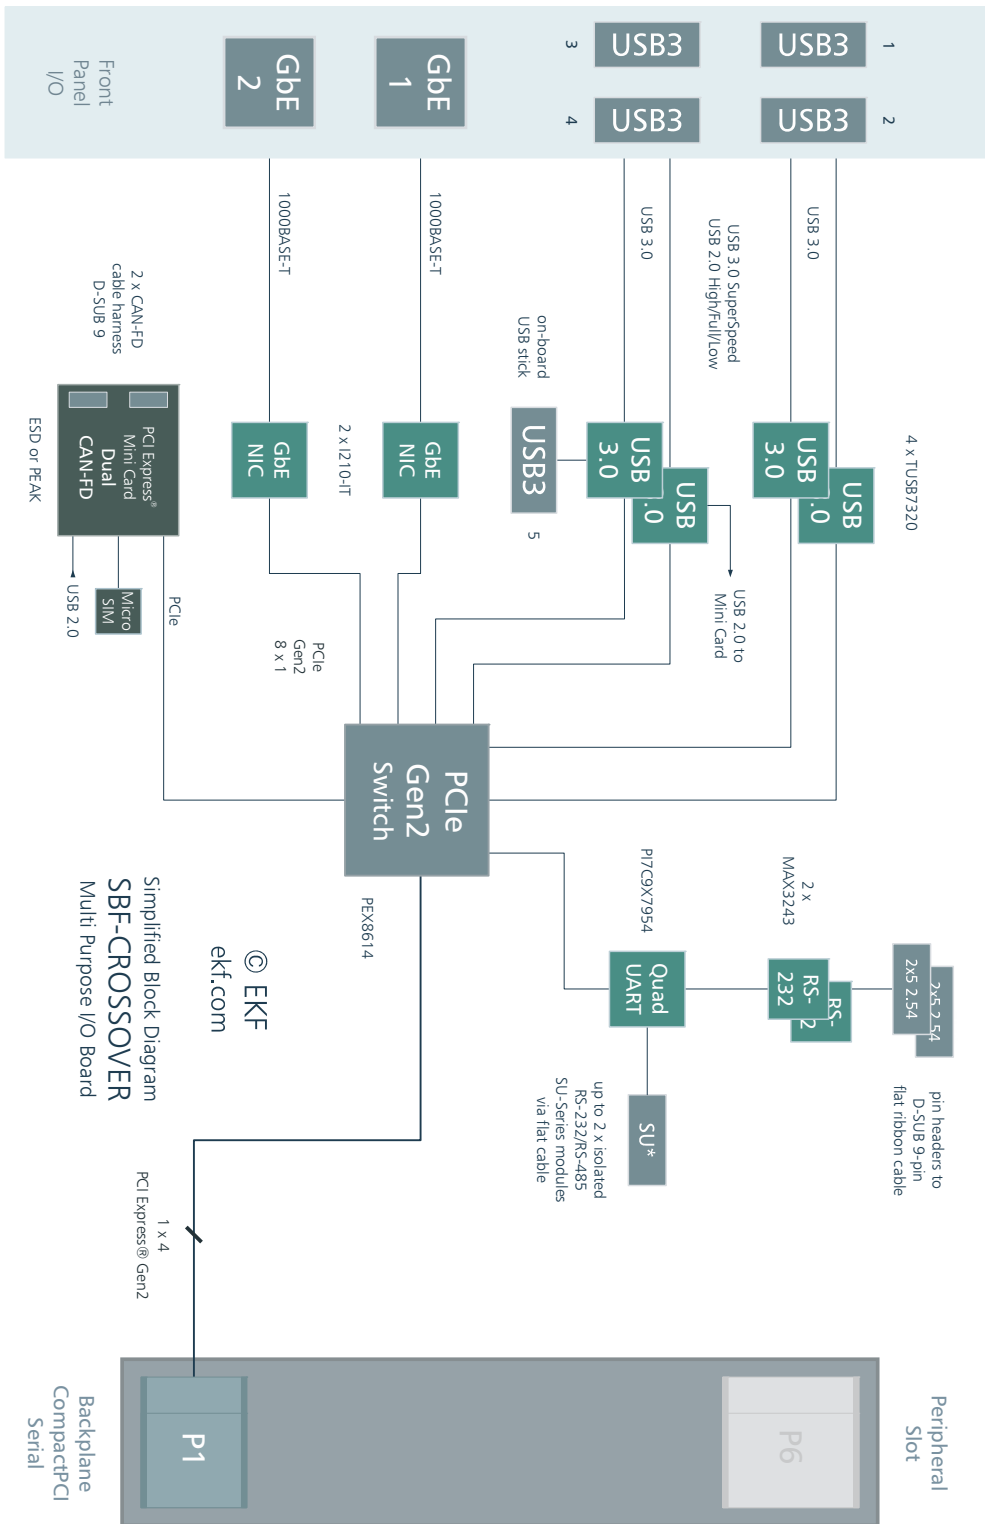 Front
Panel
I/O
GbE
2
GbE
1
3
USB3
USB3
1
4
USB3
USB3
2
1000BASE-T
1000BASE-T
USB 3.0
USB 3.0 SuperSpeed
USB 2.0 High/Full/Low
USB 3.0
2 x CAN-FD
cable harness
D-SUB 9
on-board
USB stick
PCI Express®
Mini Card
Dual
CAN-FD
ESD or PEAK
GbE
NIC
2 x I210-IT
GbE
NIC
USB3
5
USB
3.0
USB
.0
USB
3.0
USB
.0
4 x TUSB7320
USB 2.0 to
Mini Card
USB 2.0
Micro
SIM
PCIe
PCIe
Gen2
8 x 1
PCIe
Gen2
Switch
PEX8614
PI7C9X7954
2 x
MAX3243
Quad
UART
RS-
232
RS-
2
2x5 2.54
2x5 2.54
pin headers to
D-SUB 9-pin
flat ribbon cable
SU*
up to 2 x isolated
RS-232/RS-485
SU-Series modules
via flat cable
© EKF
ekf.com
Simplified Block Diagram
SBF-CROSSOVER
Multi Purpose I/O Board
1 x 4
PCI Express® Gen2
P1
P6
Backplane
CompactPCI
Serial
Peripheral
Slot